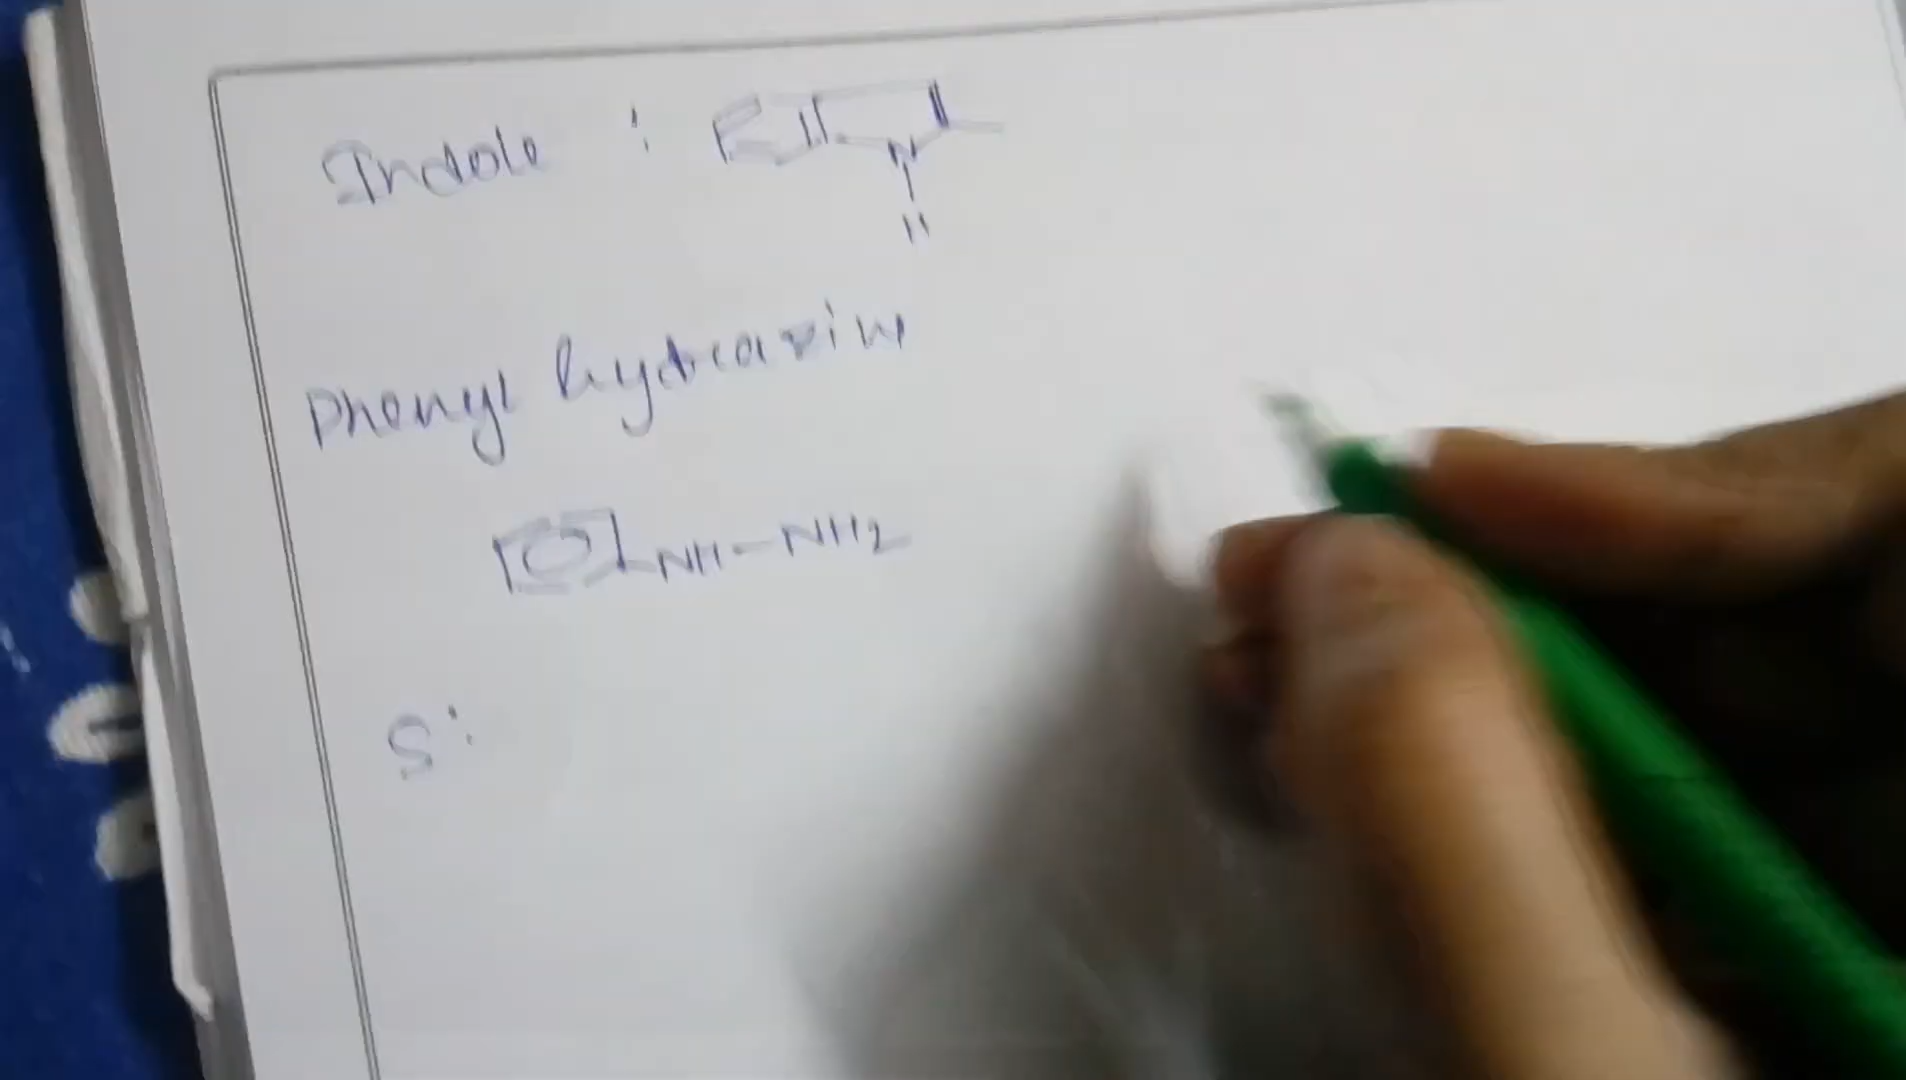 Indole :
N
H
Phenyl hydrazine
NH-NH2
S: